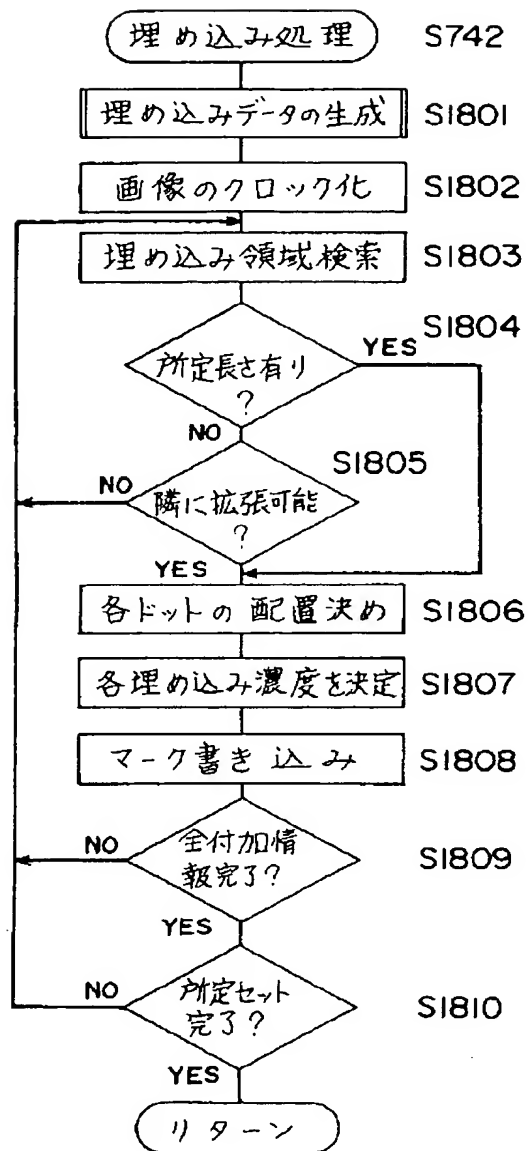 埋め込み処理 S742
埋め込みデータの生成 S1801
画像のクロック化 S1802
埋め込み領域検索 S1803
S1804
所定長さ有り
?
YES
NO
S1805
隣に拡張可能
?
NO
YES
各ドットの配置決め S1806
各埋め込み濃度を決定 S1807
マーク書き込み S1808
全付加情
報完了?
NO
S1809
YES
所定セット
完了?
NO
S1810
YES
リターン